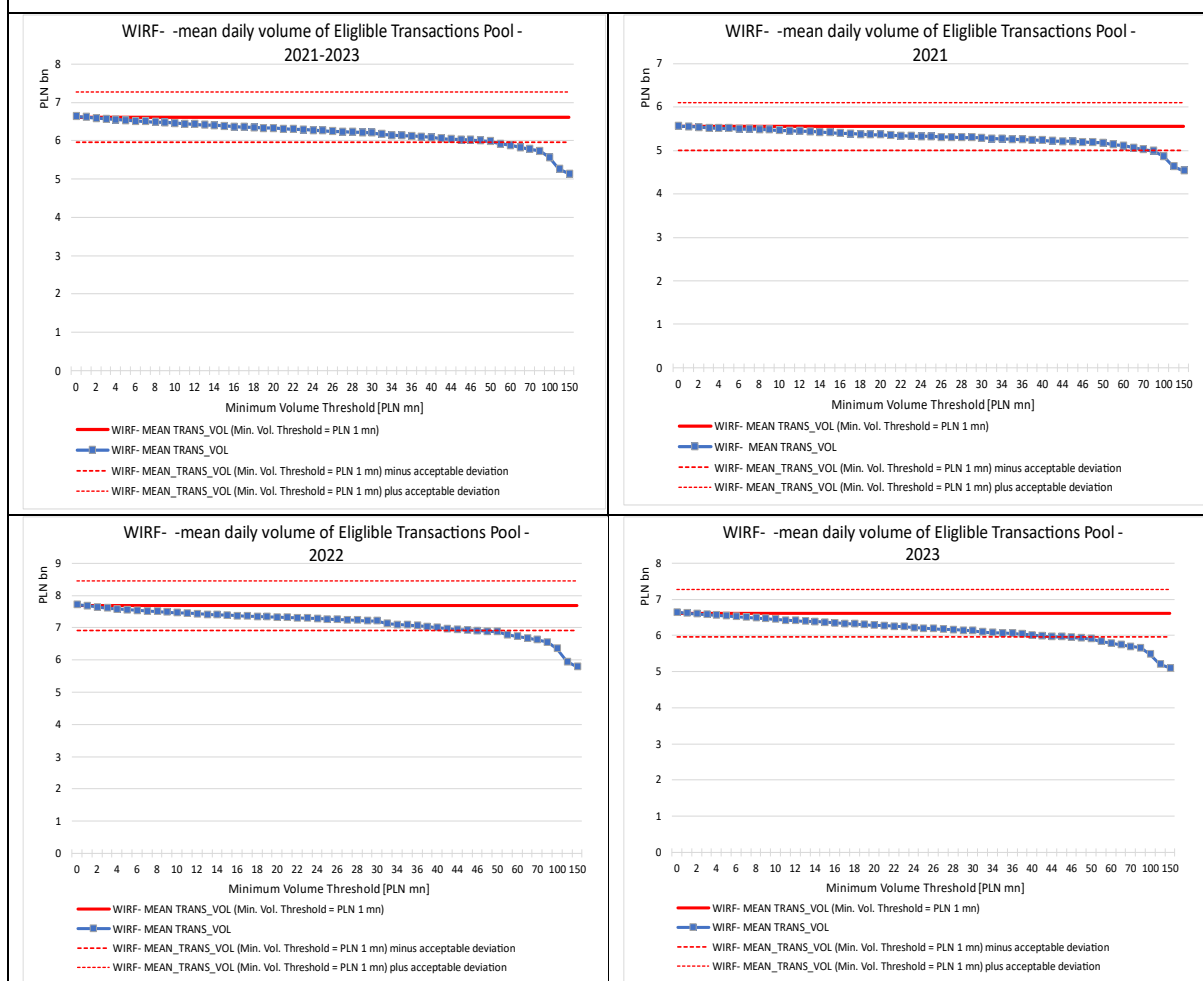 WIRF- -mean daily volume of Eliglible Transactions Pool -
2021-2023
PLN bn
8
7
6
5
4
3
2
1
0
0 2 4 6 8 10 12 14 16 18 20 22 24 26 28 30 34 36 40 44 46 50 60 70 100 150
Minimum Volume Threshold [PLN mn]
WIRF- MEAN TRANS_VOL (Min. Vol. Threshold = PLN 1 mn)
WIRF- MEAN TRANS_VOL
WIRF- MEAN_TRANS_VOL (Min. Vol. Threshold = PLN 1 mn) minus acceptable deviation
WIRF- MEAN_TRANS_VOL (Min. Vol. Threshold = PLN 1 mn) plus acceptable deviation
WIRF- -mean daily volume of Eliglible Transactions Pool -
2021
PLN bn
7
6
5
4
3
2
1
0
0 2 4 6 8 10 12 14 16 18 20 22 24 26 28 30 34 36 40 44 46 50 60 70 100 150
Minimum Volume Threshold [PLN mn]
WIRF- MEAN TRANS_VOL (Min. Vol. Threshold = PLN 1 mn)
WIRF- MEAN TRANS_VOL
WIRF- MEAN_TRANS_VOL (Min. Vol. Threshold = PLN 1 mn) minus acceptable deviation
WIRF- MEAN_TRANS_VOL (Min. Vol. Threshold = PLN 1 mn) plus acceptable deviation
WIRF- -mean daily volume of Eliglible Transactions Pool -
2022
PLN bn
9
8
7
6
5
4
3
2
1
0
0 2 4 6 8 10 12 14 16 18 20 22 24 26 28 30 34 36 40 44 46 50 60 70 100 150
Minimum Volume Threshold [PLN mn]
WIRF- MEAN TRANS_VOL (Min. Vol. Threshold = PLN 1 mn)
WIRF- MEAN TRANS_VOL
WIRF- MEAN_TRANS_VOL (Min. Vol. Threshold = PLN 1 mn) minus acceptable deviation
WIRF- MEAN_TRANS_VOL (Min. Vol. Threshold = PLN 1 mn) plus acceptable deviation
WIRF- -mean daily volume of Eliglible Transactions Pool -
2023
PLN bn
8
7
6
5
4
3
2
1
0
0 2 4 6 8 10 12 14 16 18 20 22 24 26 28 30 34 36 40 44 46 50 60 70 100 150
Minimum Volume Threshold [PLN mn]
WIRF- MEAN TRANS_VOL (Min. Vol. Threshold = PLN 1 mn)
WIRF- MEAN TRANS_VOL
WIRF- MEAN_TRANS_VOL (Min. Vol. Threshold = PLN 1 mn) minus acceptable deviation
WIRF- MEAN_TRANS_VOL (Min. Vol. Threshold = PLN 1 mn) plus acceptable deviation